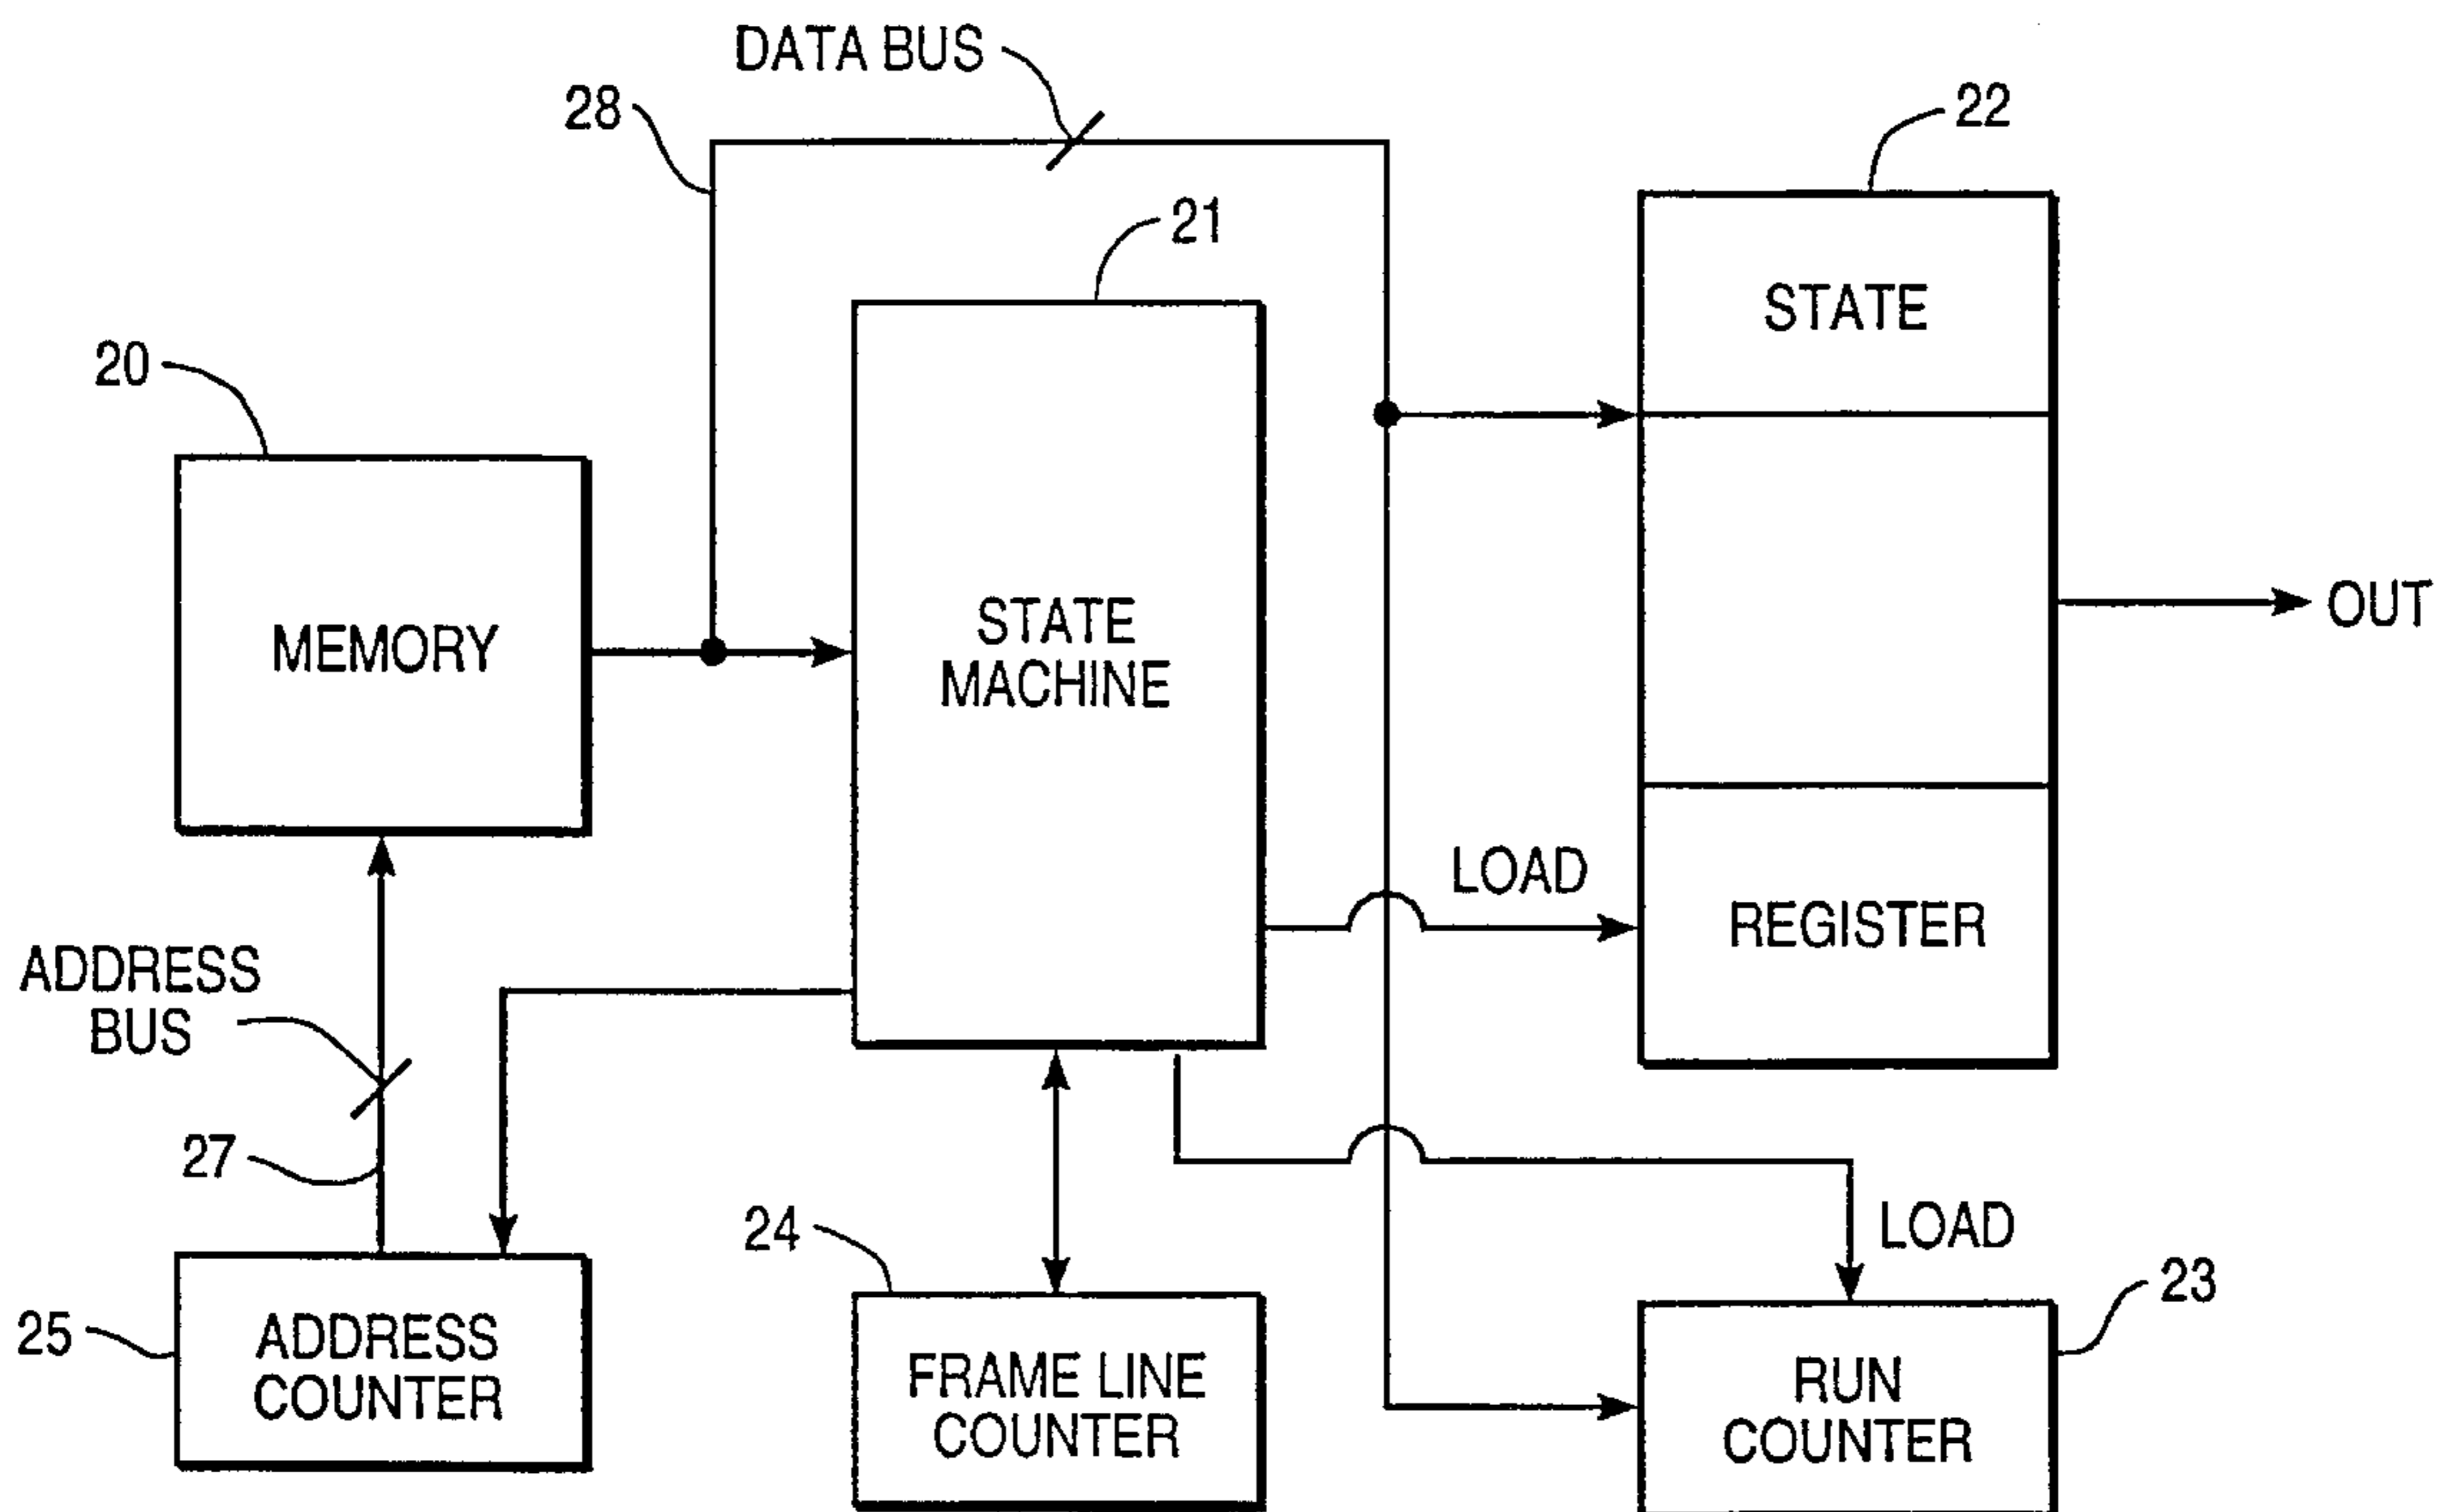 DATA BUS
28
22
21
STATE
20
OUT
MEMORY
STATE
MACHINE
LOAD
REGISTER
ADDRESS
BUS
27
24
LOAD
23
25
ADDRESS
COUNTER
FRAME LINE
COUNTER
RUN
COUNTER